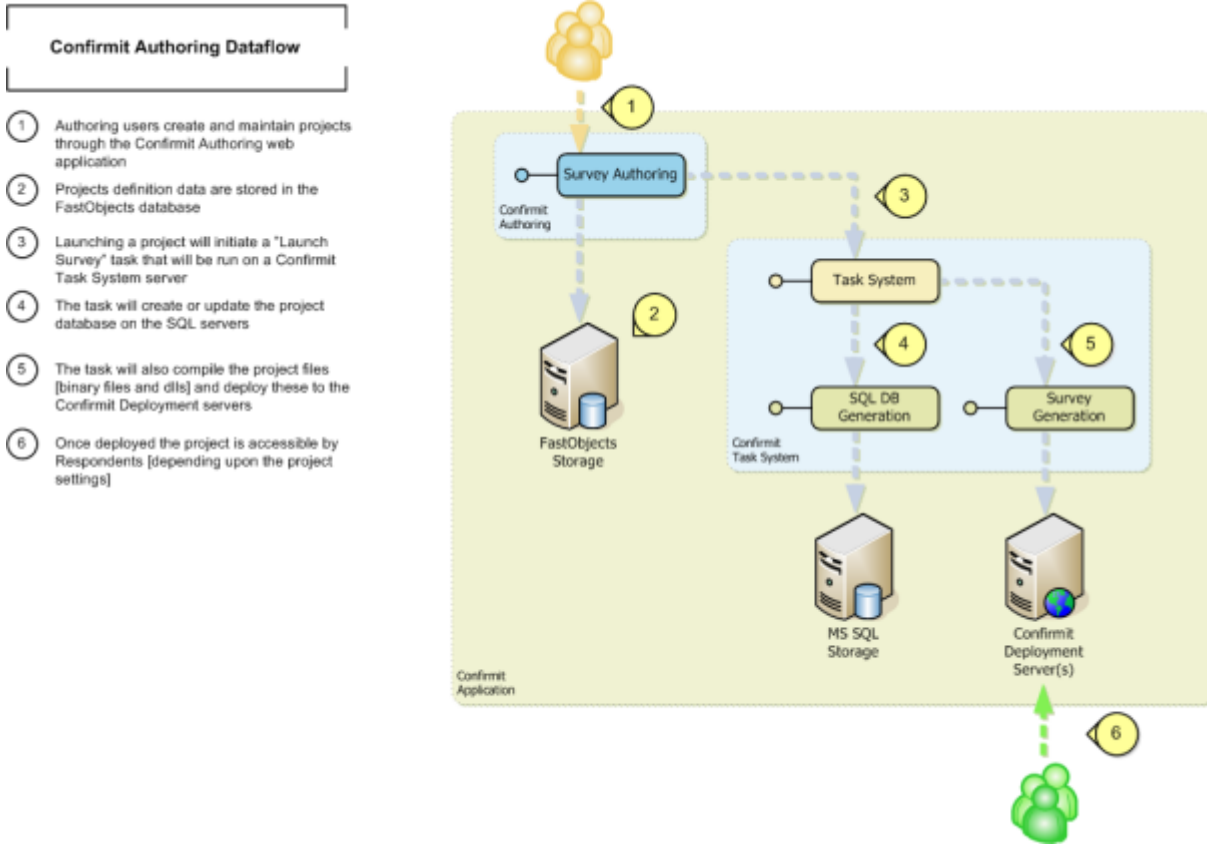 Confirmit Authoring Dataflow
1
Authoring users create and maintain projects
through the Confirmit Authoring web
application
2
Projects definition data are stored in the
FastObjects database
3
Launching a project will initiate a "Launch
Survey" task that will be run on a Confirmit
Task System server
4
The task will create or update the project
database on the SQL servers
5
The task will also compile the project files
[binary files and dlls] and deploy these to the
Confirmit Deployment servers
6
Once deployed the project is accessible by
Respondents [depending upon the project
settings]
1
Survey Authoring
Confirmit
Authoring
3
Task System
2
4
5
SQL DB
Generation
Survey
Generation
Confirmit
Task System
FastObjects
Storage
MS SQL
Storage
Confirmit
Deployment
Server(s)
Confirmit
Application
6